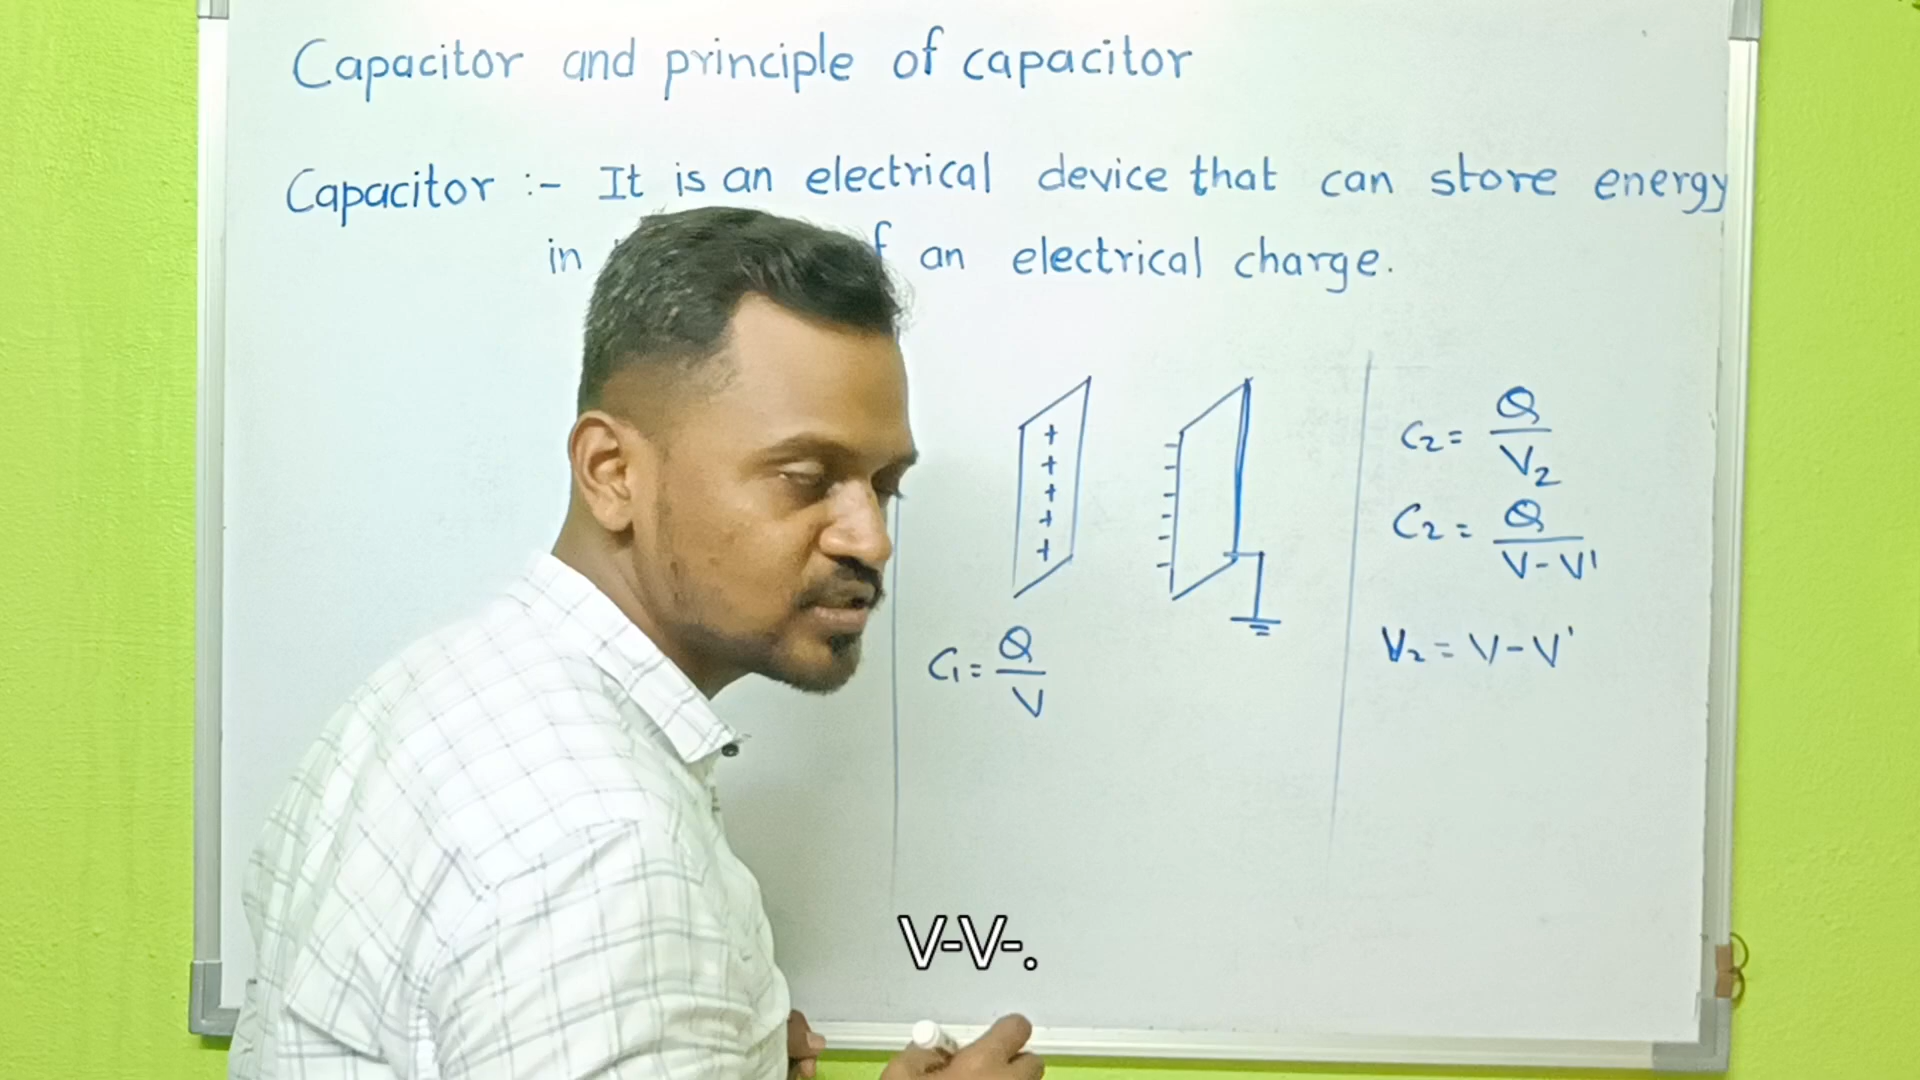 Capacitor and principle of capacitor
Capacitor :- It is an electrical device that can store energy
in an electrical charge.
+
+
+
+
+
C₁ = Q/V
C₂ = Q/V₂
C₂ = Q/V-V'
V₂ = V-V'
V-V-.